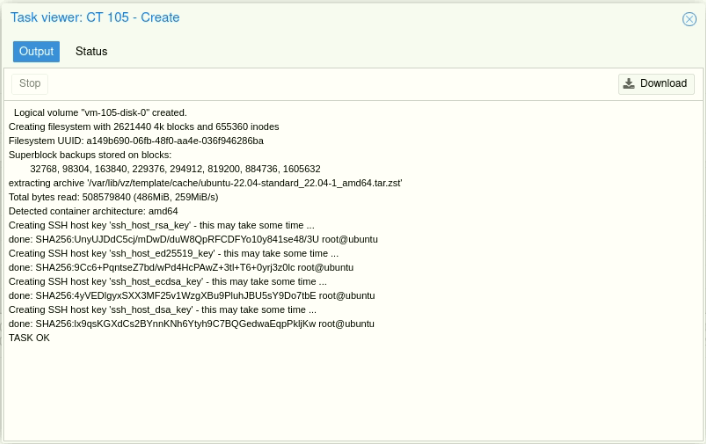 Task viewer: CT 105 - Create
Output Status
Stop Download
Logical volume "vm-105-disk-0" created.
Creating filesystem with 2621440 4k blocks and 655360 inodes
Filesystem UUID: a149b690-06fb-48f0-aa4e-036f946286ba
Superblock backups stored on blocks:
32768, 98304, 163840, 229376, 294912, 819200, 884736, 1605632
extracting archive '/var/lib/vz/template/cache/ubuntu-22.04-standard_22.04-1_amd64.tar.zst'
Total bytes read: 508579840 (486MiB, 259MiB/s)
Detected container architecture: amd64
Creating SSH host key 'ssh_host_rsa_key' - this may take some time ...
done: SHA256:UnyUJDdC5cj/mDwD/duW8QpRFCDFYo10y841se48/3U root@ubuntu
Creating SSH host key 'ssh_host_ed25519_key' - this may take some time ...
done: SHA256:9Cc6+PqntseZ7bd/wPd4HcPAwZ+3tl+T6+0yrj3z0lc root@ubuntu
Creating SSH host key 'ssh_host_ecdsa_key' - this may take some time ...
done: SHA256:4yVEDlgyxSXX3MF25v1WzgXBu9PluhJBU5sY9Do7tbE root@ubuntu
Creating SSH host key 'ssh_host_dsa_key' - this may take some time ...
done: SHA256:lx9qsKGXdCs2BYnnKNh6Ytyh9C7BQGedwaEqpPkljKw root@ubuntu
TASK OK